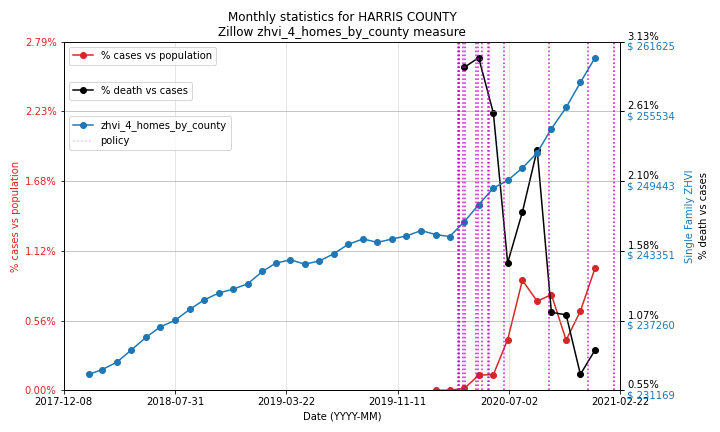 Monthly statistics for HARRIS COUNTY
Zillow zhvi_4_homes_by_county measure
2.79%
2.23%
1.68%
1.12%
0.56%
0.00%
% cases vs population
% cases vs population
% death vs cases
zhvi_4_homes_by_county
policy
3.13%
$ 261625
2.61%
$ 255534
2.10%
$ 249443
1.58%
$ 243351
1.07%
$ 237260
0.55%
$ 231169
Single Family ZHVI
% death vs cases
2017-12-08
2018-07-31
2019-03-22
2019-11-11
2020-07-02
2021-02-22
Date (YYYY-MM)